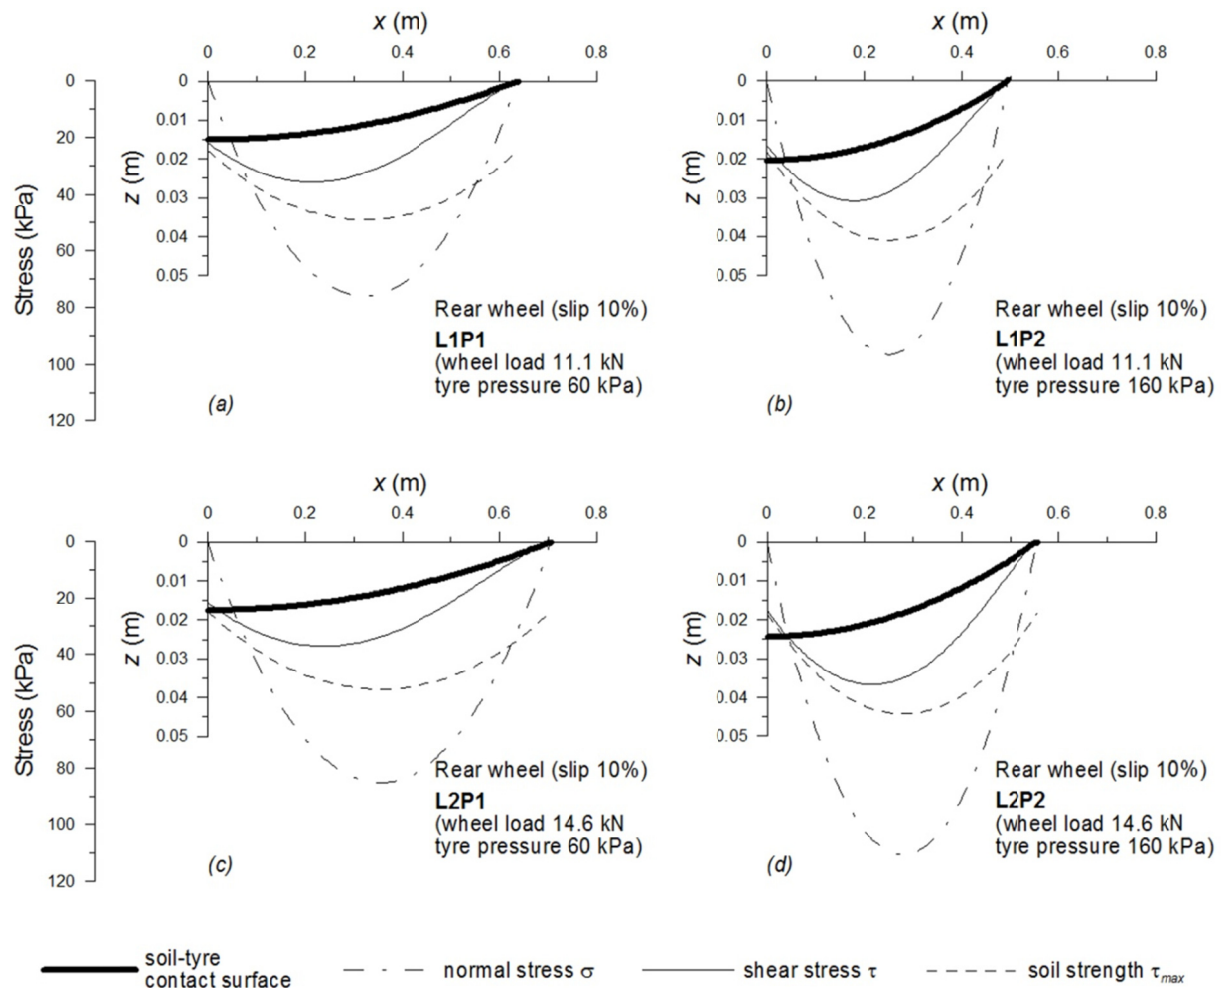 x (m)
0 0.2 0.4 0.6 0.8
0
20
40
60
80
100
120
Stress (kPa)
0
0.01
0.02
0.03
0.04
0.05
z (m)
Rear wheel (slip 10%)
L1P1
(wheel load 11.1 kN
tyre pressure 60 kPa)
(a)
x (m)
0 0.2 0.4 0.6 0.8
0
0.01
0.02
0.03
0.04
0.05
z (m)
Rear wheel (slip 10%)
L1P2
(wheel load 11.1 kN
tyre pressure 160 kPa)
(b)
x (m)
0 0.2 0.4 0.6 0.8
0
20
40
60
80
100
120
Stress (kPa)
0
0.01
0.02
0.03
0.04
0.05
z (m)
Rear wheel (slip 10%)
L2P1
(wheel load 14.6 kN
tyre pressure 60 kPa)
(c)
x (m)
0 0.2 0.4 0.6 0.8
0
0.01
0.02
0.03
0.04
0.05
z (m)
Rear wheel (slip 10%)
L2P2
(wheel load 14.6 kN
tyre pressure 160 kPa)
(d)
soil-tyre
contact surface
normal stress σ
shear stress τ
soil strength τmax